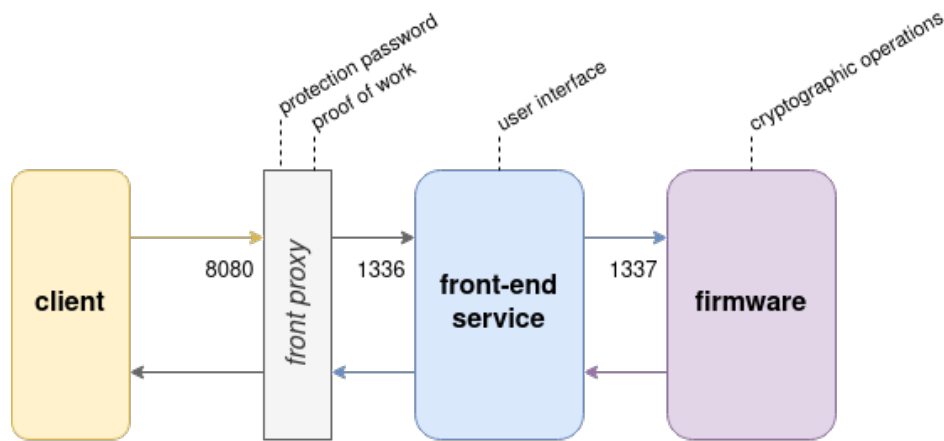 protection password
proof of work
user interface
cryptographic operations
client
8080
front proxy
1336
front-end
service
1337
firmware